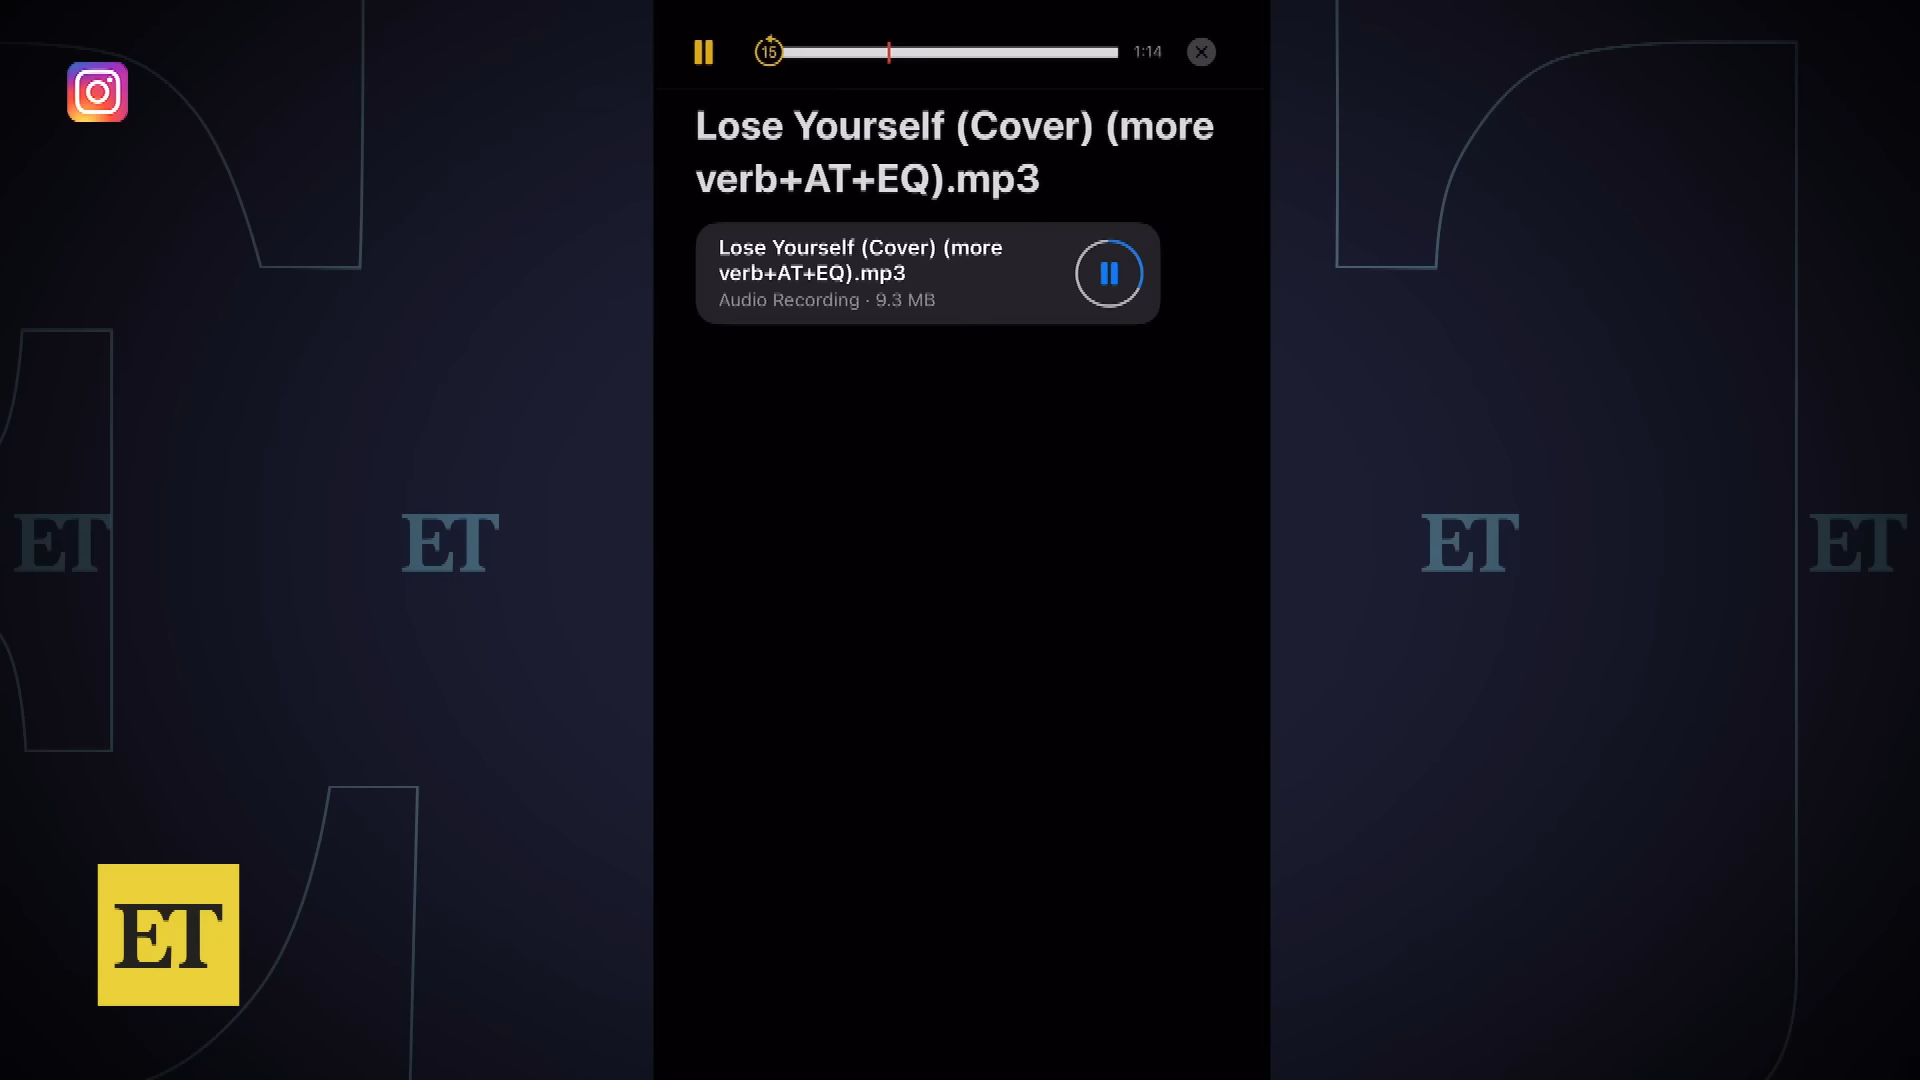 15
1:14
Lose Yourself (Cover) (more
verb+AT+EQ).mp3
Lose Yourself (Cover) (more
verb+AT+EQ).mp3
Audio Recording · 9.3 MB
ET
ET
ET
ET
ET